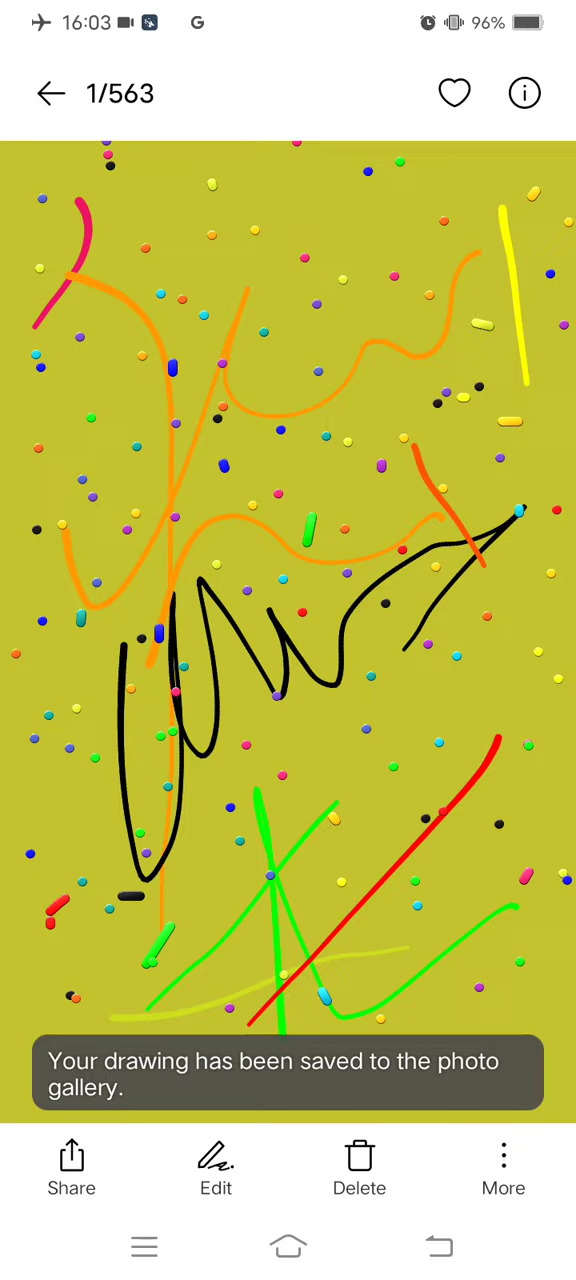 16:03
G
96%
1/563
Your drawing has been saved to the photo
gallery.
Share Edit Delete More